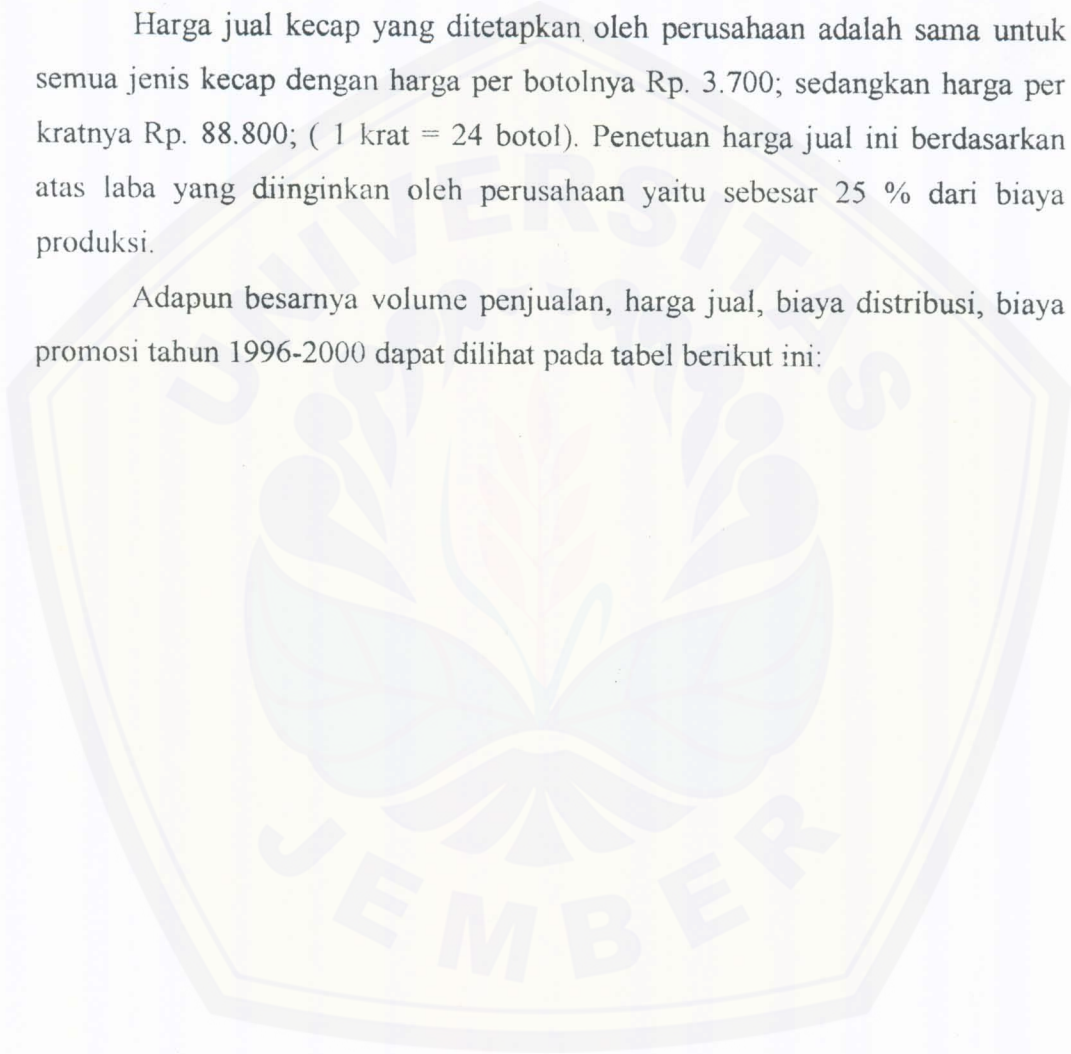 Harga jual kecap yang ditetapkan oleh perusahaan adalah sama untuk
semua jenis kecap dengan harga per botolnya Rp. 3.700; sedangkan harga per
kratnya Rp. 88.800; ( 1 krat = 24 botol). Penetuan harga jual ini berdasarkan
atas laba yang diinginkan oleh perusahaan yaitu sebesar 25 % dari biaya
produksi.
Adapun besarnya volume penjualan, harga jual, biaya distribusi, biaya
promosi tahun 1996-2000 dapat dilihat pada tabel berikut ini:
UNIVERSITAS
JEMBER